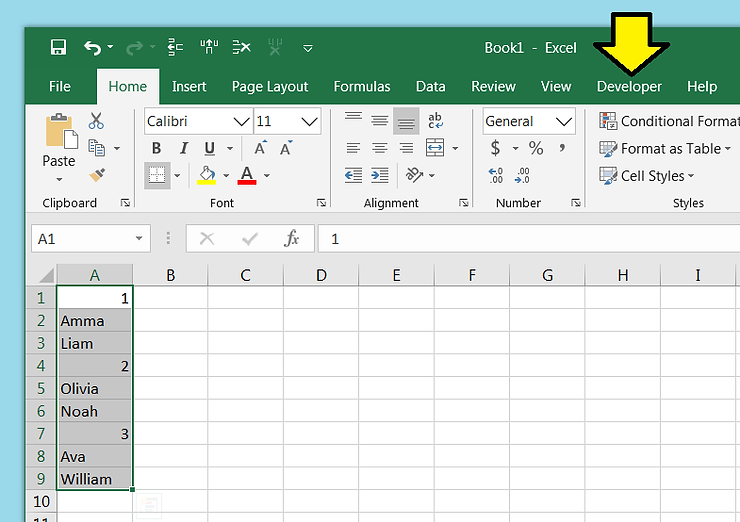 Book1 - Excel
File Home Insert Page Layout Formulas Data Review View Developer Help
Calibri 11 ab c General Conditional Format
Paste B I U A A $ % , Format as Table
A ←.0 .00 .00 →.0 Cell Styles
Clipboard Font Alignment Number Styles
A1 fx 1
A B C D E F G H I
1 1
2 Amma
3 Liam
4 2
5 Olivia
6 Noah
7 3
8 Ava
9 William
10
11